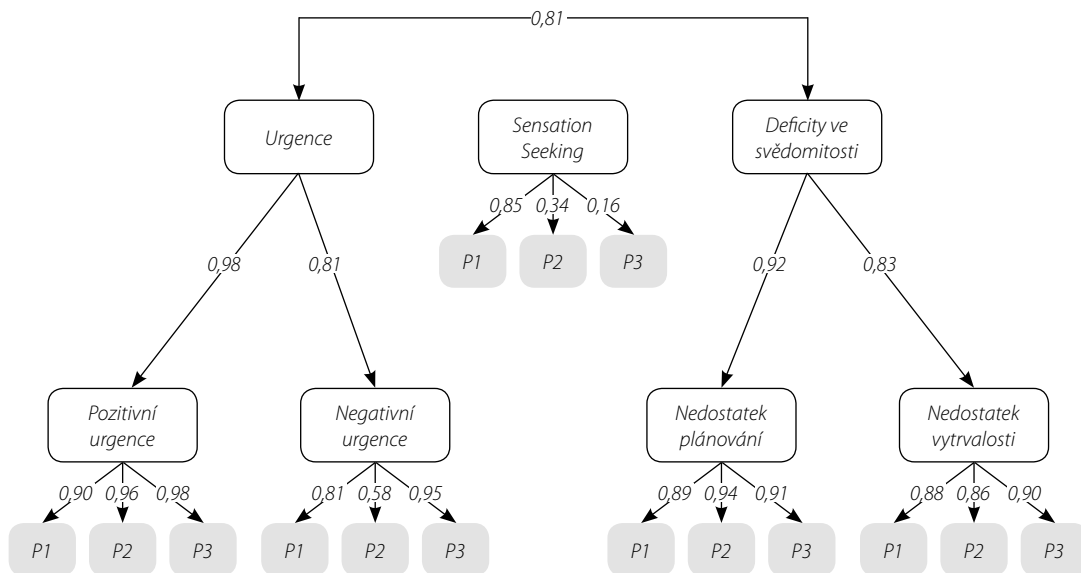 0,81
Urgence
Sensation
Seeking
Deficity ve
svědomitosti
0,85 0,34 0,16
P1 P2 P3
0,98 0,81 0,92 0,83
Pozitivní
urgence
Negativní
urgence
Nedostatek
plánování
Nedostatek
vytrvalosti
0,90 0,96 0,98 0,81 0,58 0,95 0,89 0,94 0,91 0,88 0,86 0,90
P1 P2 P3 P1 P2 P3 P1 P2 P3 P1 P2 P3